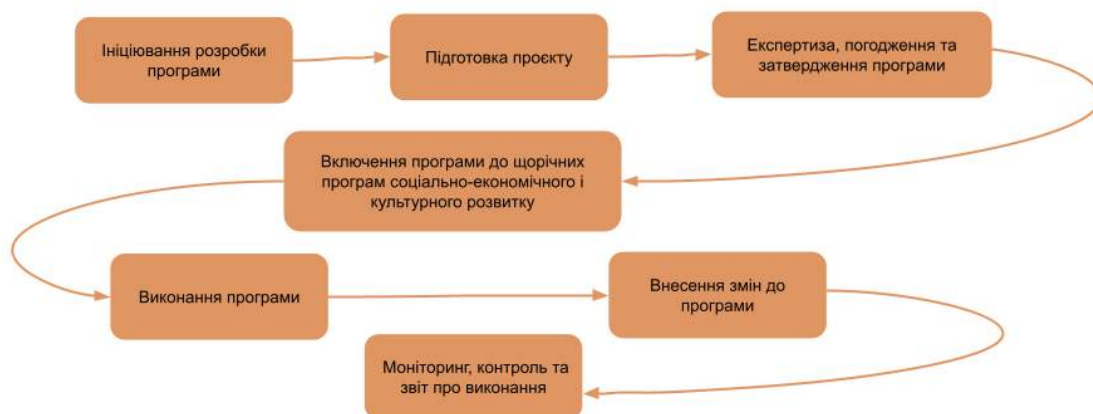 Ініціювання розробки
програми
Підготовка проєкту
Експертиза, погодження та
затвердження програми
Включення програми до щорічних
програм соціально-економічного і
культурного розвитку
Виконання програми
Внесення змін до
програми
Моніторинг, контроль та
звіт про виконання